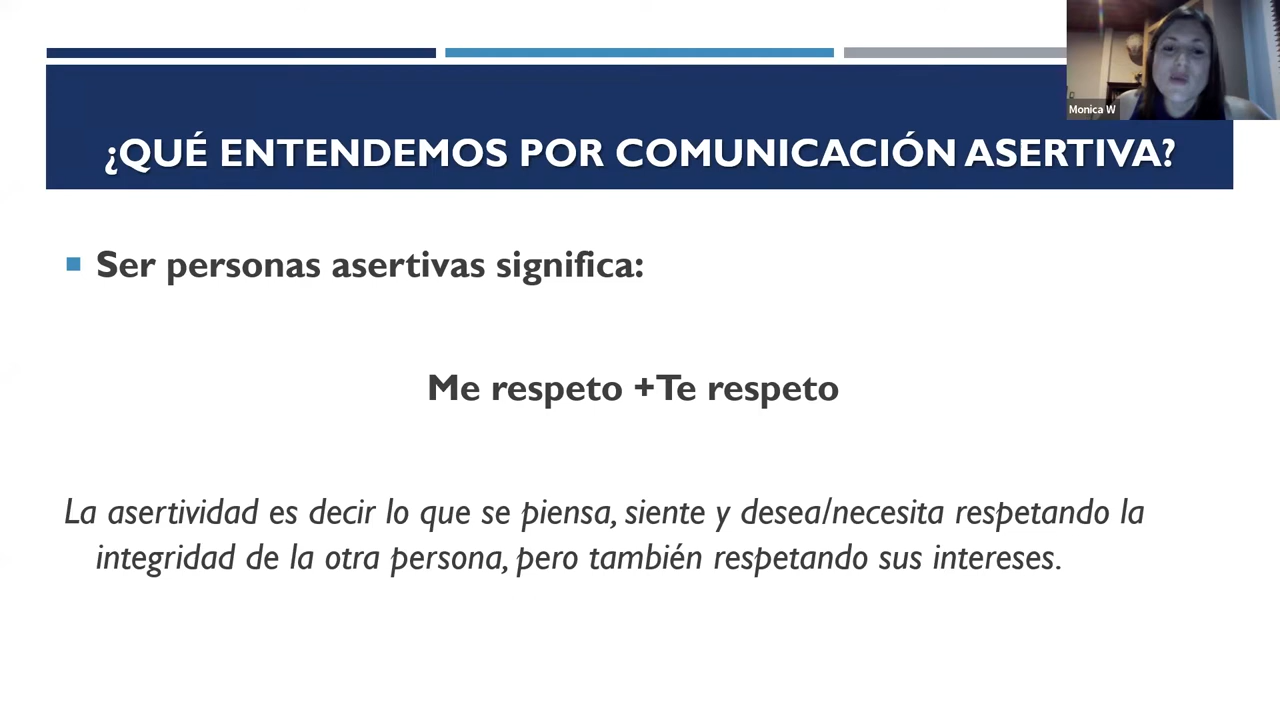 Monica W
¿QUÉ ENTENDEMOS POR COMUNICACIÓN ASERTIVA?
Ser personas asertivas significa:
Me respeto +Te respeto
La asertividad es decir lo que se piensa, siente y desea/necesita respetando la
integridad de la otra persona, pero también respetando sus intereses.